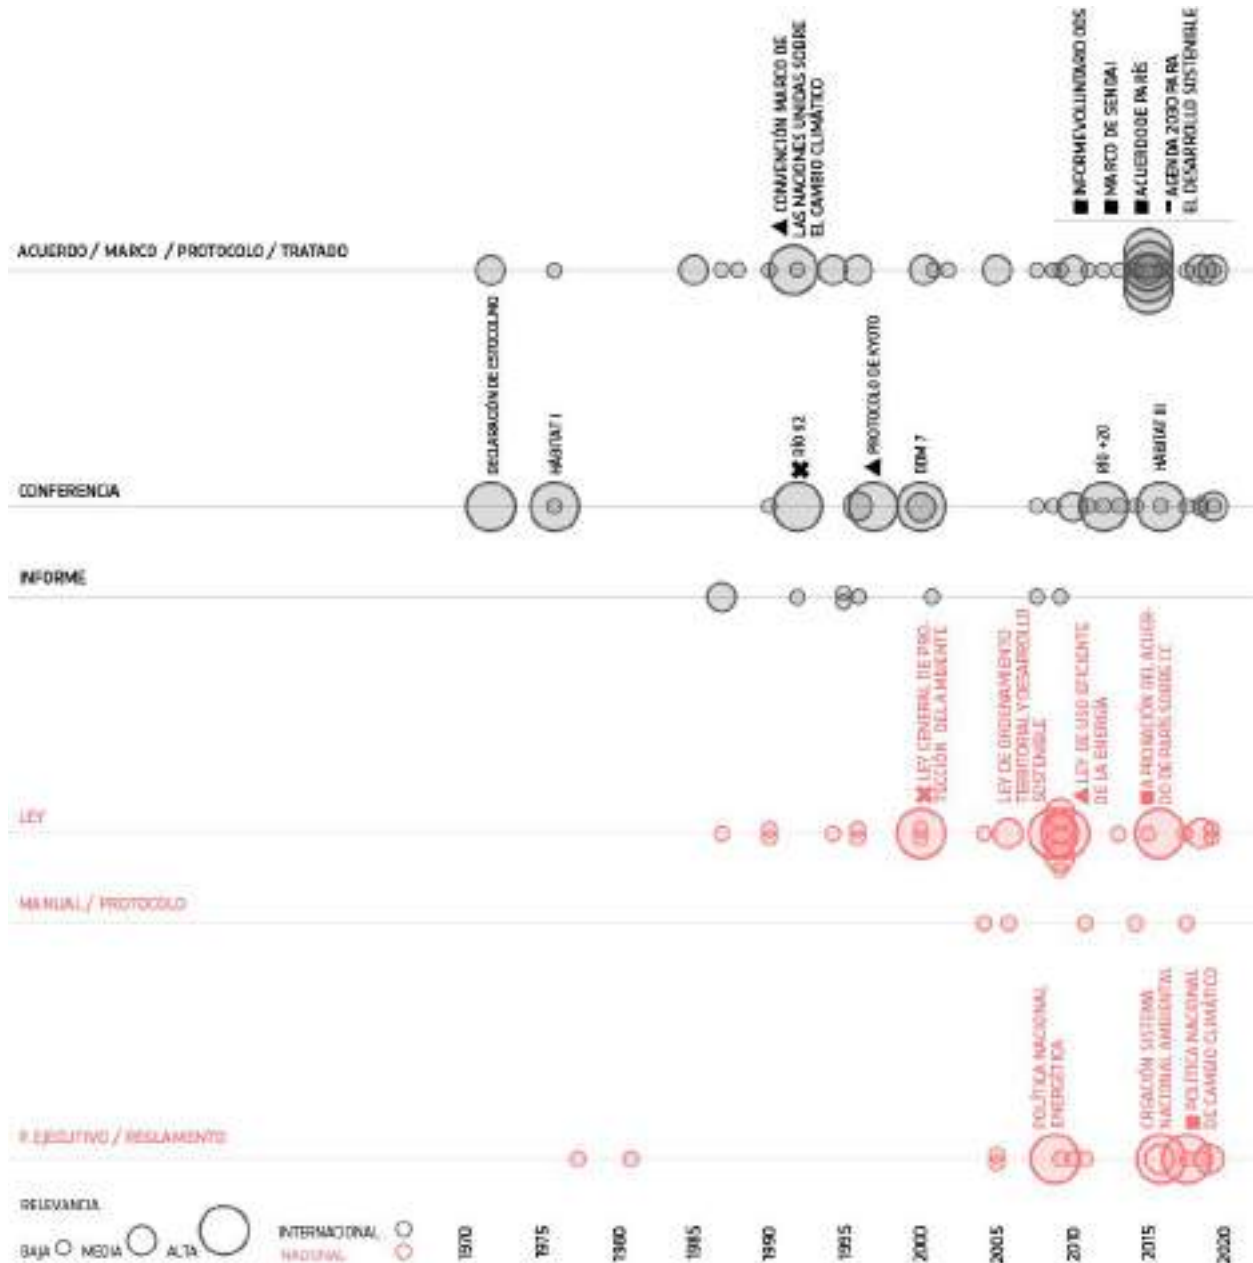 ▲ CONVENCIÓN MARCO DE
LAS NACIONES UNIDAS SOBRE
EL CAMBIO CLIMÁTICO
■ INFORME VOLUNTARIO ODS
■ MARCO DE SENDAI
■ ACUERDO DE PARÍS
– AGENDA 2030 PARA
EL DESARROLLO SOSTENIBLE
ACUERDO / MARCO / PROTOCOLO / TRATADO
DECLARACIÓN DE ESTOCOLMO
HÁBITAT I
✖ RÍO 92
▲ PROTOCOLO DE KYOTO
ODM 7
RÍO +20
HÁBITAT III
CONFERENCIA
INFORME
✖ LEY GENERAL DE PRO-
TECCIÓN DEL AMBIENTE
LEY DE ORDENAMIENTO
TERRITORIAL Y DESARROLLO
SOSTENIBLE
▲ LEY DE USO EFICIENTE
DE LA ENERGÍA
■ APROBACIÓN DEL ACUER-
DO DE PARÍS SOBRE CC
LEY
MANUAL / PROTOCOLO
POLÍTICA NACIONAL
ENERGÉTICA
CREACIÓN SISTEMA
NACIONAL AMBIENTAL
■ POLÍTICA NACIONAL
DE CAMBIO CLIMÁTICO
P. EJECUTIVO / REGLAMENTO
RELEVANCIA
BAJA MEDIA ALTA
INTERNACIONAL
NACIONAL
1970 1975 1980 1985 1990 1995 2000 2005 2010 2015 2020